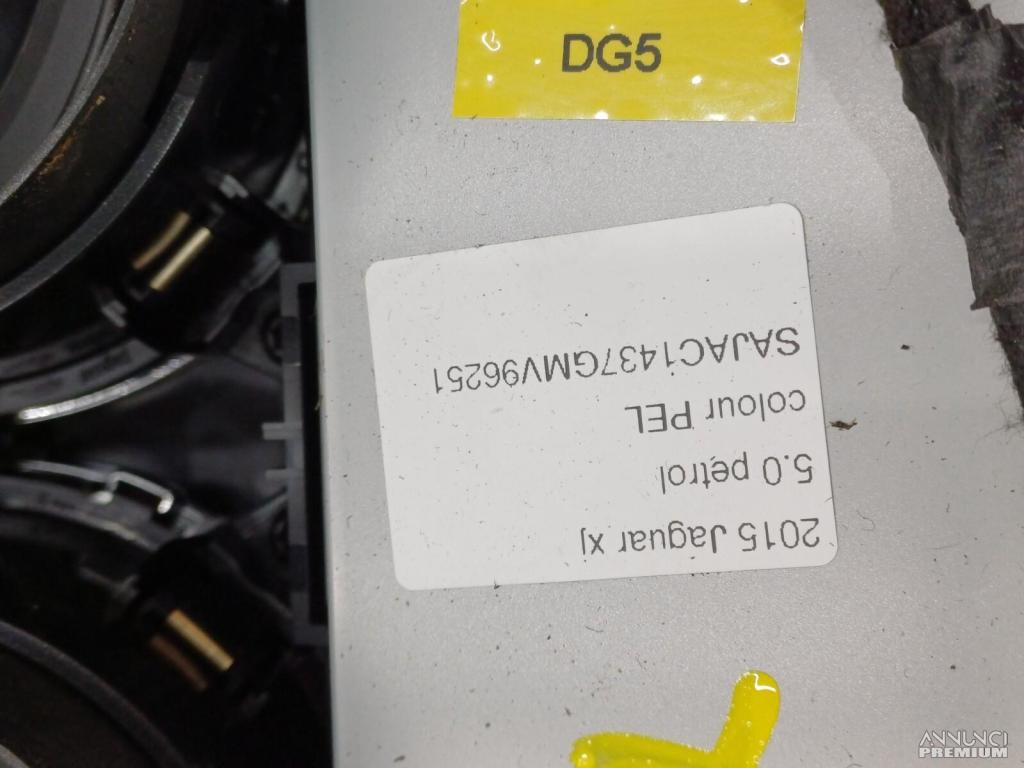 DG5
2015 Jaguar xj
5.0 petrol
colour PEL
SAJAC1437GMV96251
ANNUNCI
PREMIUM